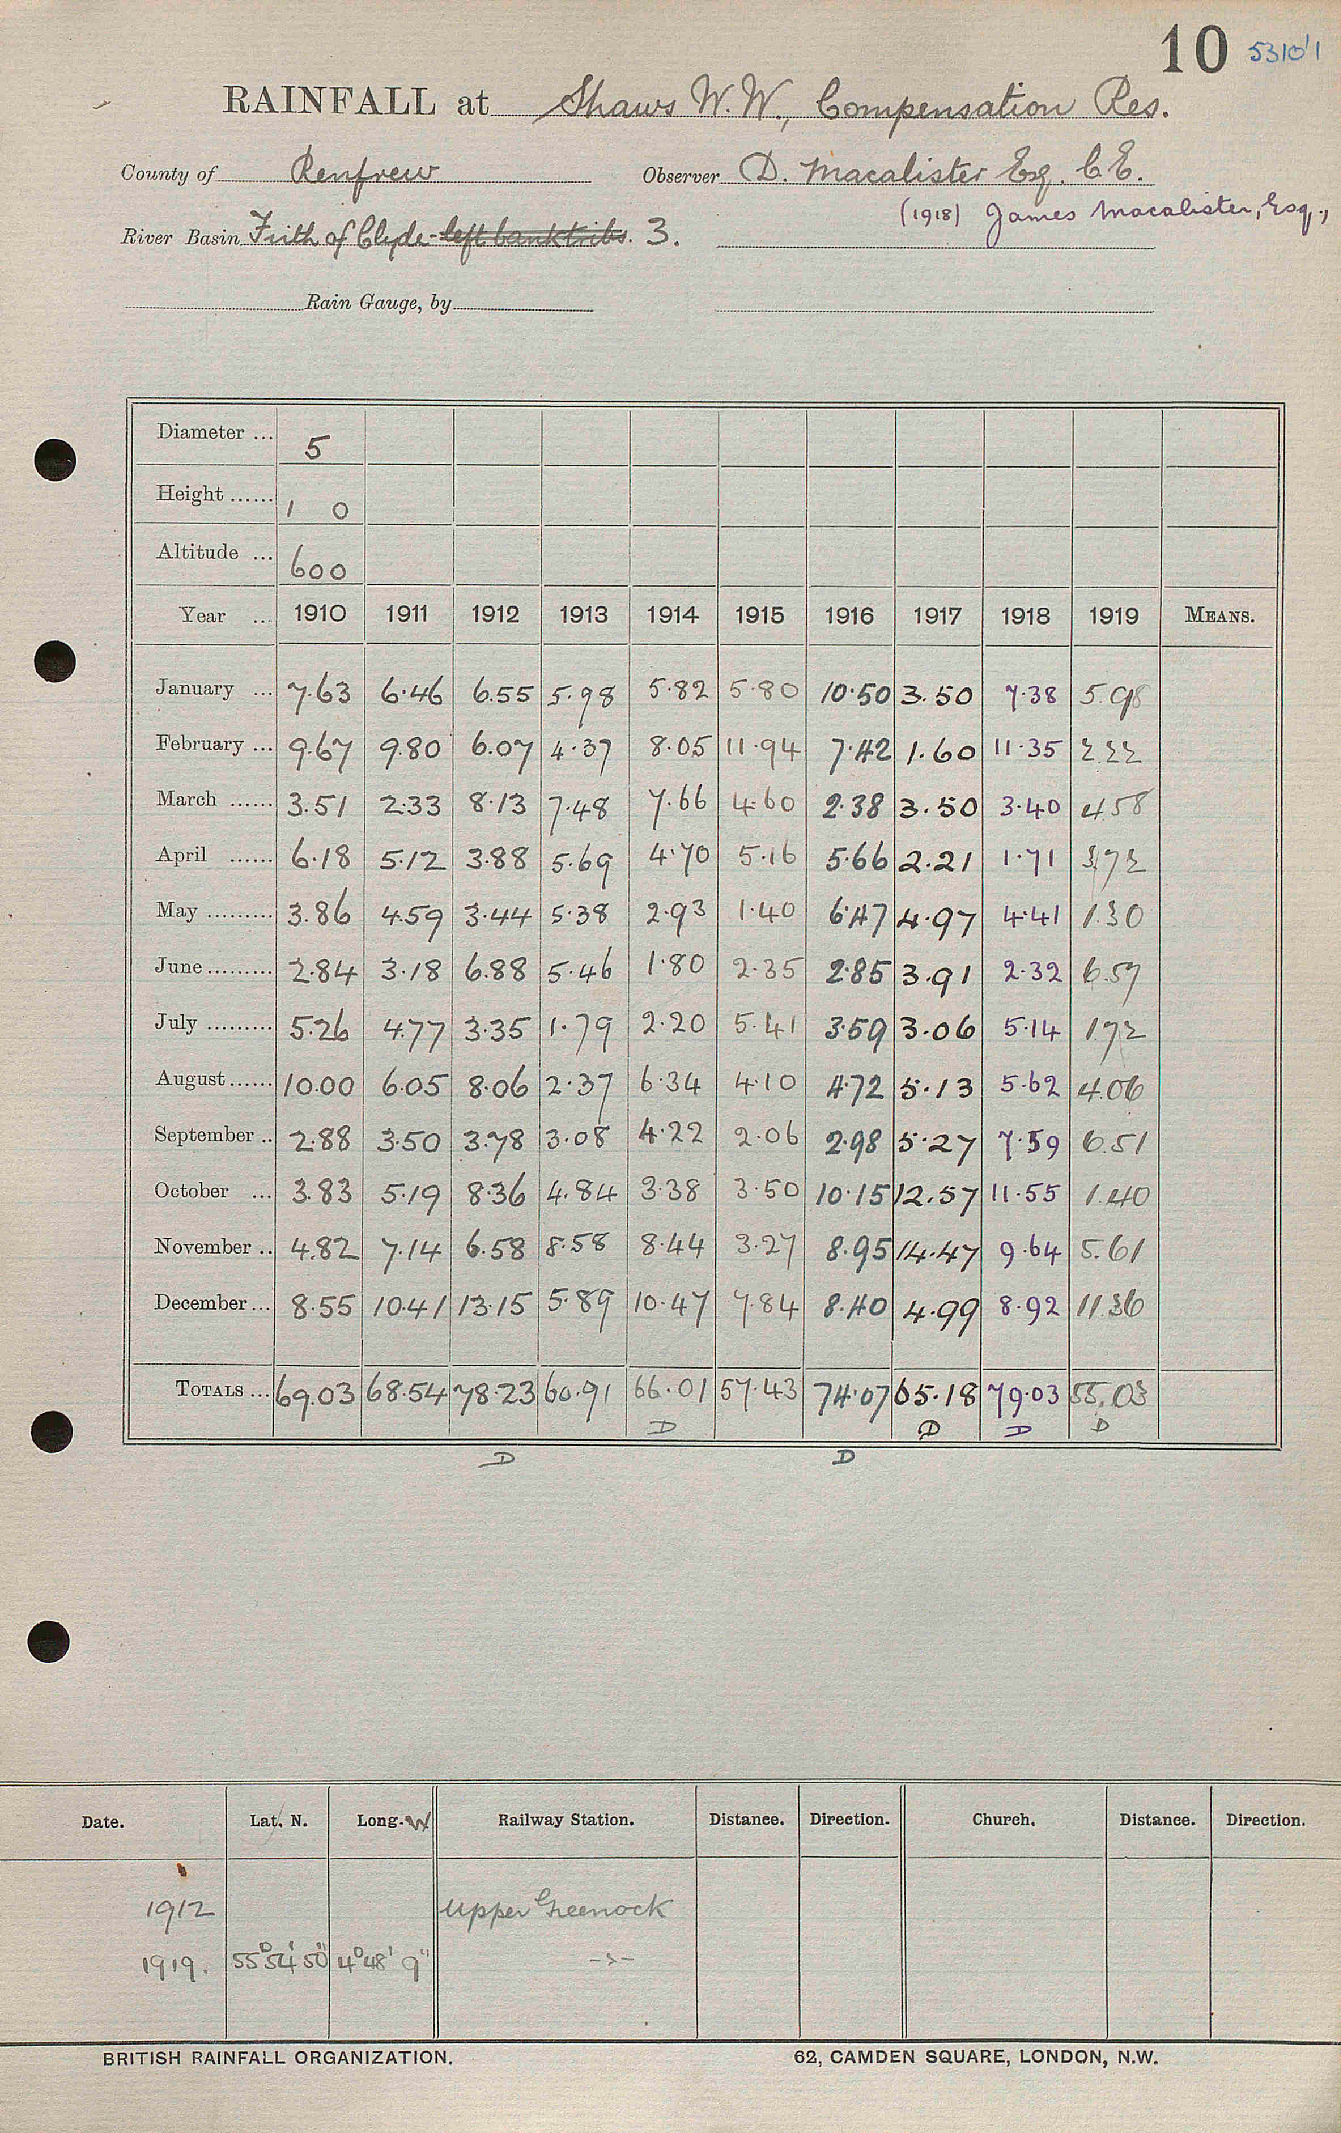 10 5310'1
RAINFALL at Shaws W.W., Compensation Res.
County of Renfrew Observer D. Macalister Esq. C.E.
(1918) James Macalister, Esq.,
River Basin Frith of Clyde - left bank tribs. 3.
Rain Gauge, by
Diameter ... 5
Height ...... 1 0
Altitude ... 600
Year ... 1910 1911 1912 1913 1914 1915 1916 1917 1918 1919 MEANS.
January ... 7.63 6.46 6.55 5.98 5.82 5.80 10.50 3.50 7.38 5.98
February ... 9.67 9.80 6.07 4.37 8.05 11.94 7.42 1.60 11.35 2.22
March ...... 3.51 2.33 8.13 7.48 7.66 4.60 2.38 3.50 3.40 4.58
April ...... 6.18 5.12 3.88 5.69 4.70 5.16 5.66 2.21 1.71 3.72
May ......... 3.86 4.59 3.44 5.38 2.93 1.40 6.47 4.97 4.41 1.30
June ......... 2.84 3.18 6.88 5.46 1.80 2.35 2.85 3.91 2.32 6.57
July ......... 5.26 4.77 3.35 1.79 2.20 5.41 3.59 3.06 5.14 1.72
August ...... 10.00 6.05 8.06 2.37 6.34 4.10 4.72 5.13 5.62 4.06
September .. 2.88 3.50 3.78 3.08 4.22 2.06 2.98 5.27 7.59 6.51
October ... 3.83 5.19 8.36 4.84 3.38 3.50 10.15 12.57 11.55 1.40
November .. 4.82 7.14 6.58 8.58 8.44 3.27 8.95 14.47 9.64 5.61
December ... 8.55 10.41 13.15 5.89 10.47 7.84 8.40 4.99 8.92 11.36
TOTALS ... 69.03 68.54 78.23 60.91 66.01 57.43 74.07 65.18 79.03 55.03
D D D D
D D
Date. Lat. N. Long. W Railway Station. Distance. Direction. Church. Distance. Direction.
1912 Upper Greenock
1919. 55° 54' 50" 4° 48' 9" -〃-
BRITISH RAINFALL ORGANIZATION. 62, CAMDEN SQUARE, LONDON, N.W.